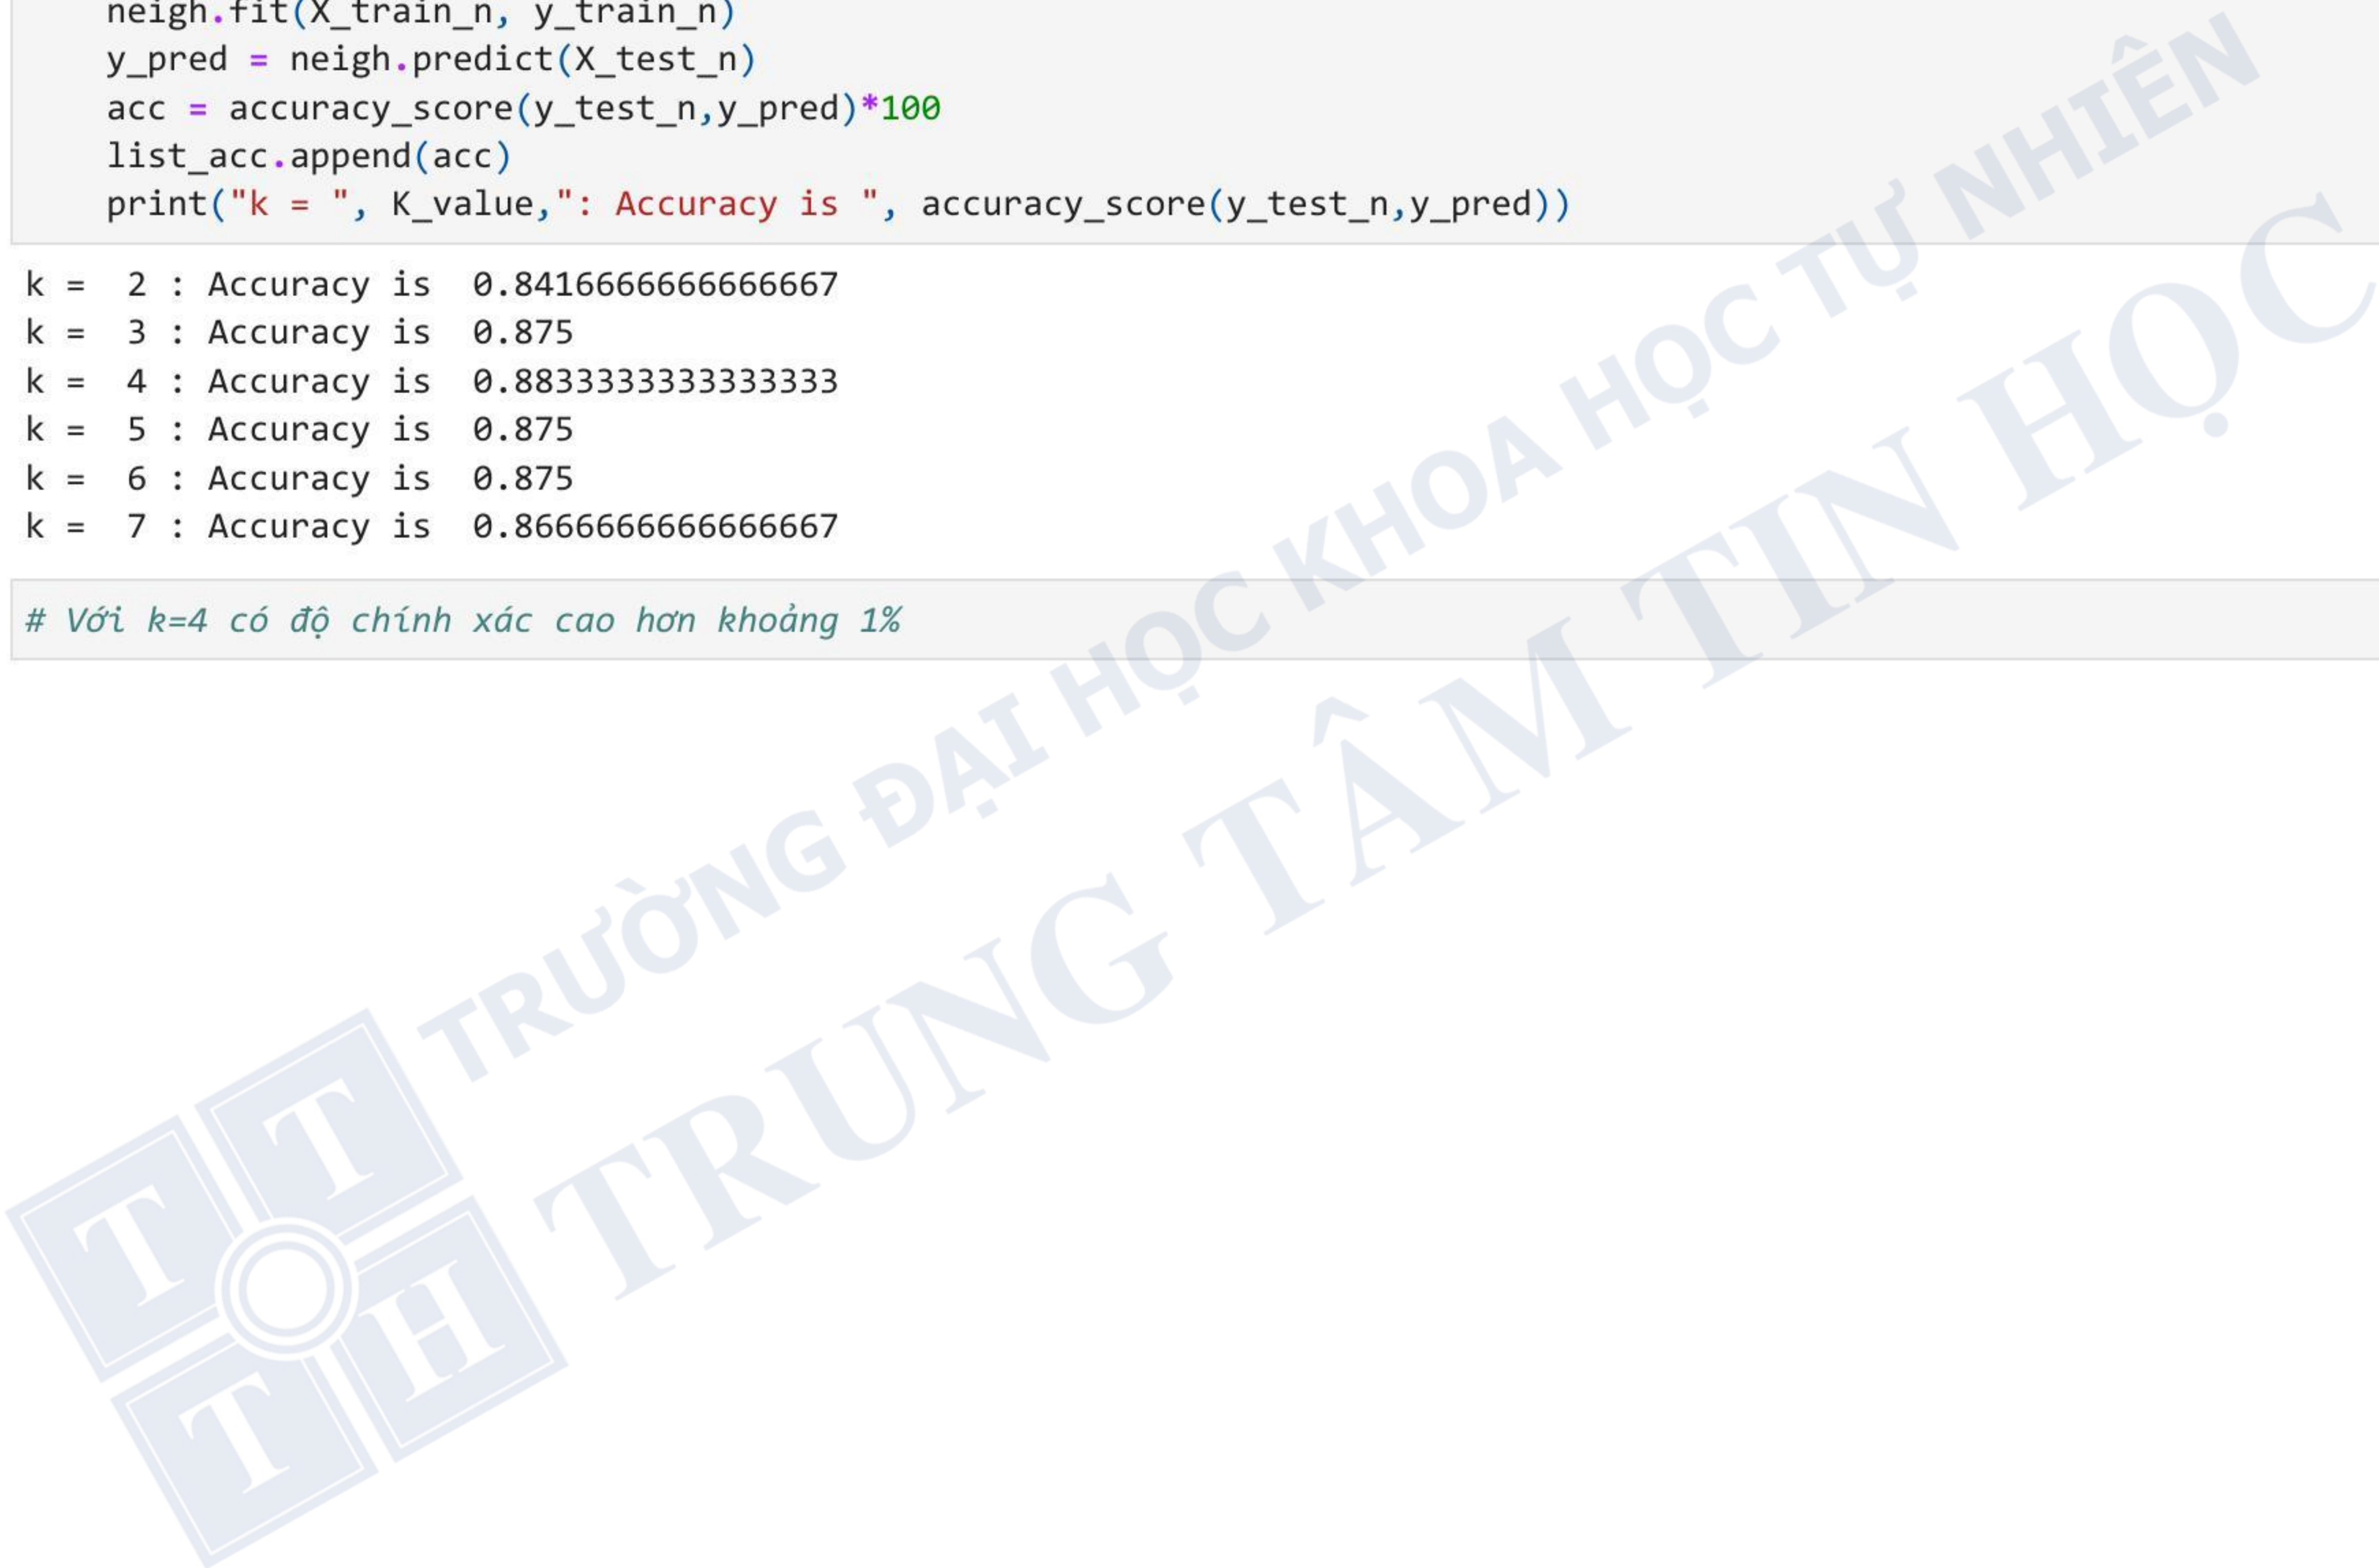 neigh.fit(X_train_n, y_train_n)
y_pred = neigh.predict(X_test_n)
acc = accuracy_score(y_test_n,y_pred)*100
list_acc.append(acc)
print("k = ", K_value,": Accuracy is ", accuracy_score(y_test_n,y_pred))
k =  2 : Accuracy is  0.8416666666666667
k =  3 : Accuracy is  0.875
k =  4 : Accuracy is  0.8833333333333333
k =  5 : Accuracy is  0.875
k =  6 : Accuracy is  0.875
k =  7 : Accuracy is  0.8666666666666667
# Với k=4 có độ chính xác cao hơn khoảng 1%
TRƯỜNG ĐẠI HỌC KHOA HỌC TỰ NHIÊN
TRUNG TÂM TIN HỌC
T T
T H